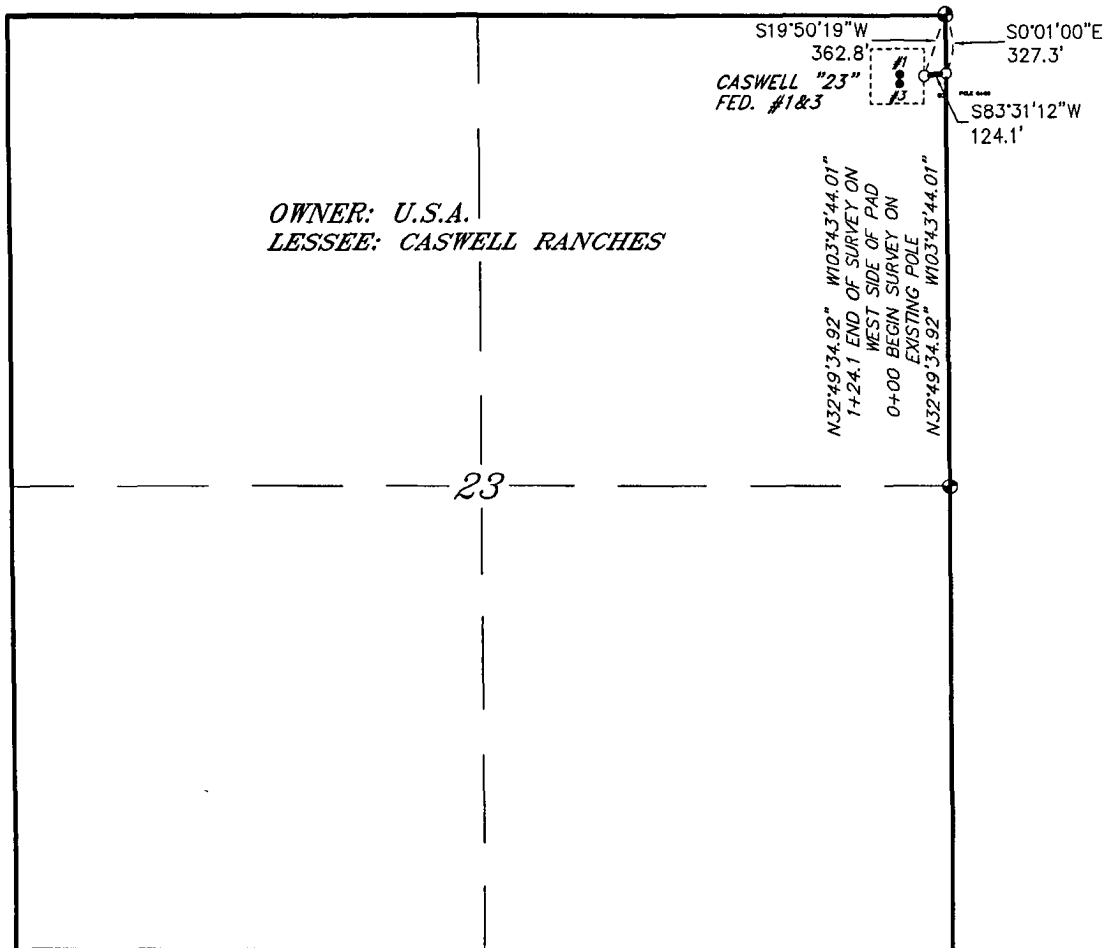 S19°50'19"W
362.8'
S0°01'00"E
327.3'
CASWELL "23"
FED. #1&3
#1
#3
S83°31'12"W
124.1'
OWNER: U.S.A.
LESSEE: CASWELL RANCHES
N32°49'34.92" W103°43'44.01"
1+24.1 END OF SURVEY ON
WEST SIDE OF PAD
0+00 BEGIN SURVEY ON
EXISTING POLE
N32°49'34.92" W103°43'44.01"
23